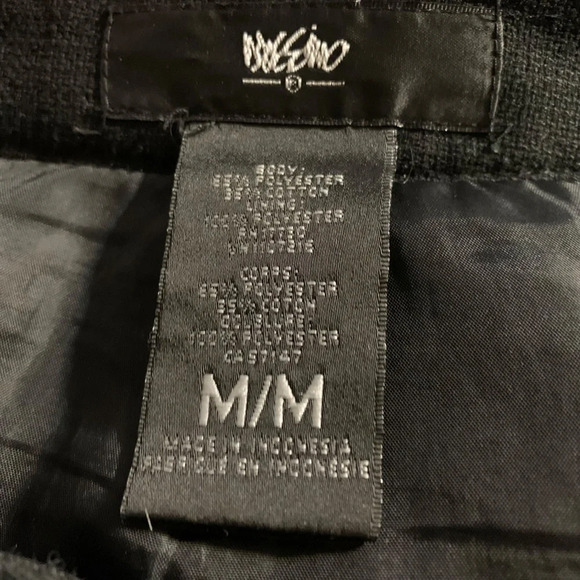 Mossimo
BODY:
65% POLYESTER
35% COTTON
LINING:
100% POLYESTER
CORPS:
65% POLYESTER
35% COTON
DOUBLURE:
100% POLYESTER
CA57147
M/M
MADE IN INDONESIA
FABRIQUÉ EN INDONÉSIE